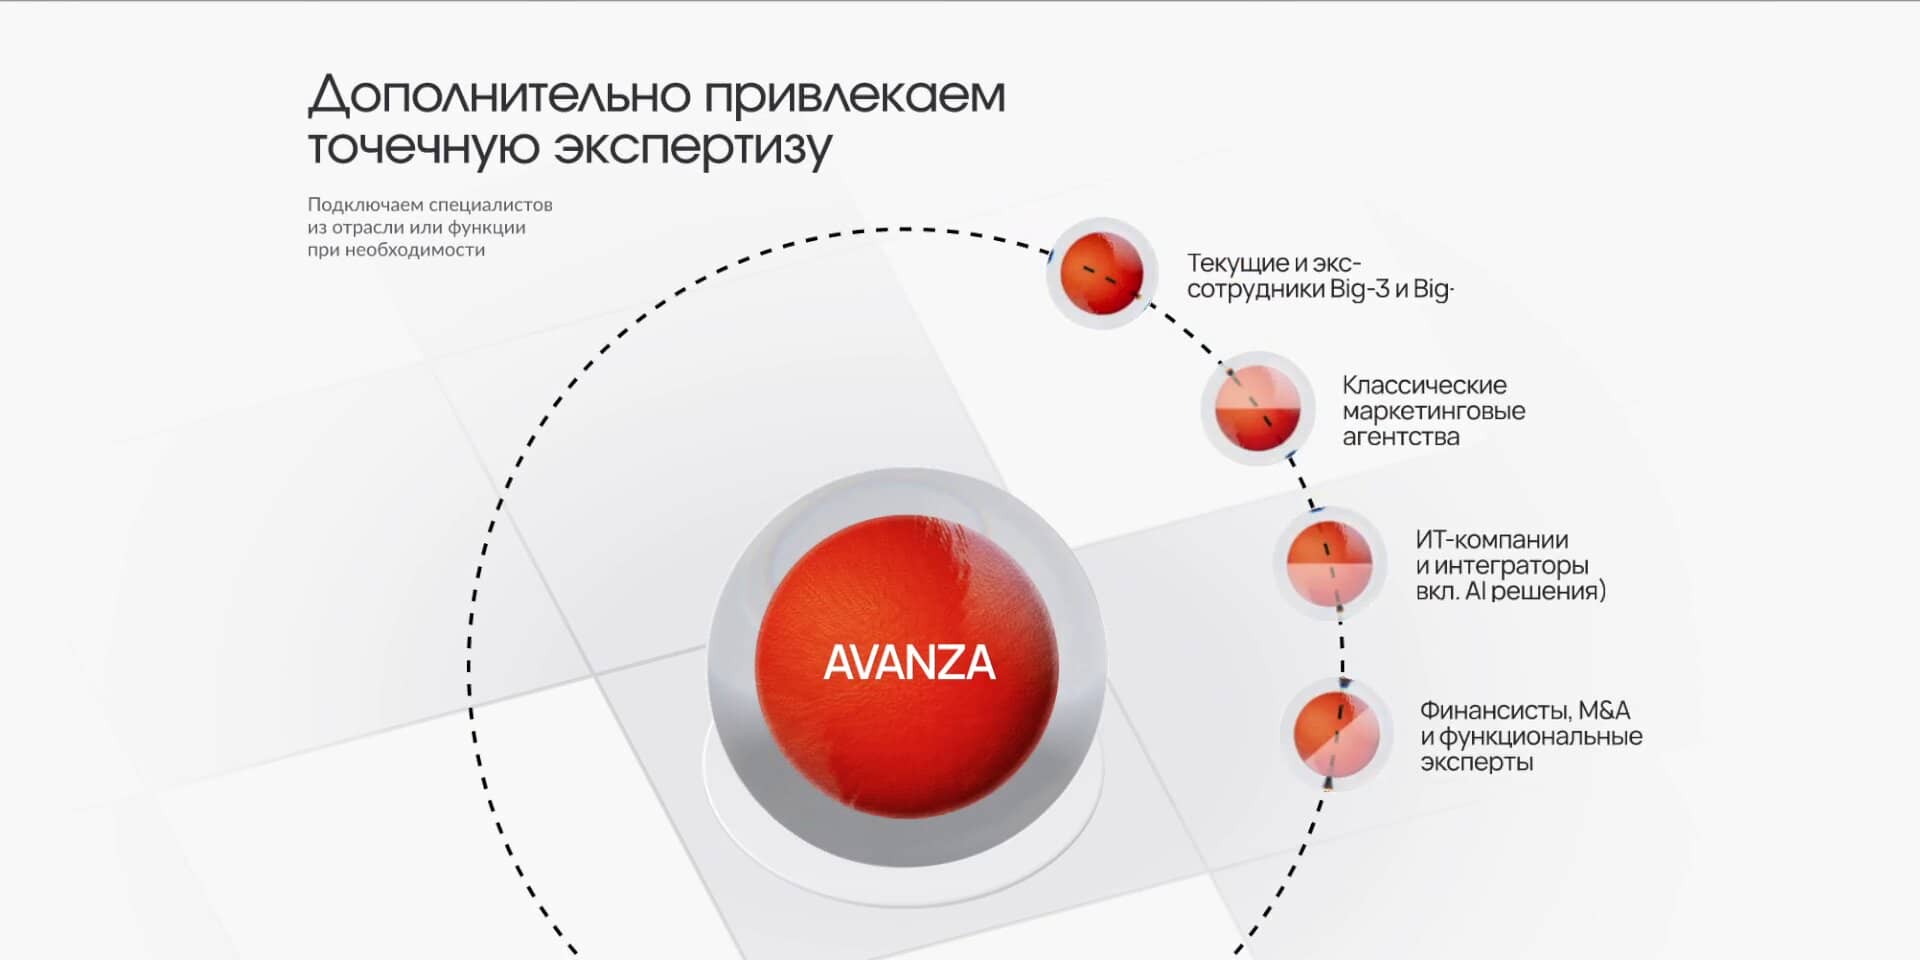 Дополнительно привлекаем
точечную экспертизу
Подключаем специалистов
из отрасли или функции
при необходимости
Текущие и экс-
сотрудники Big-3 и Big-
Классические
маркетинговые
агентства
ИТ-компании
и интеграторы
вкл. AI решения)
AVANZA
Финансисты, M&A
и функциональные
эксперты